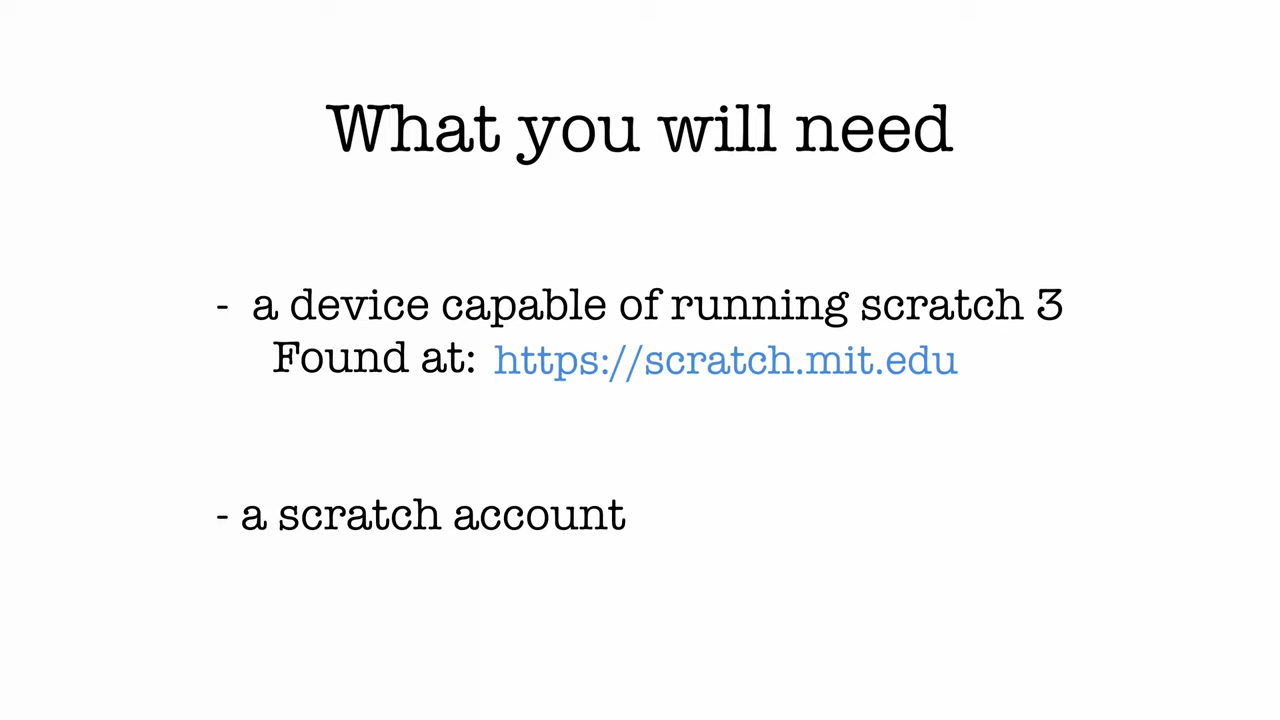 What you will need
- a device capable of running scratch 3
Found at: https://scratch.mit.edu
- a scratch account